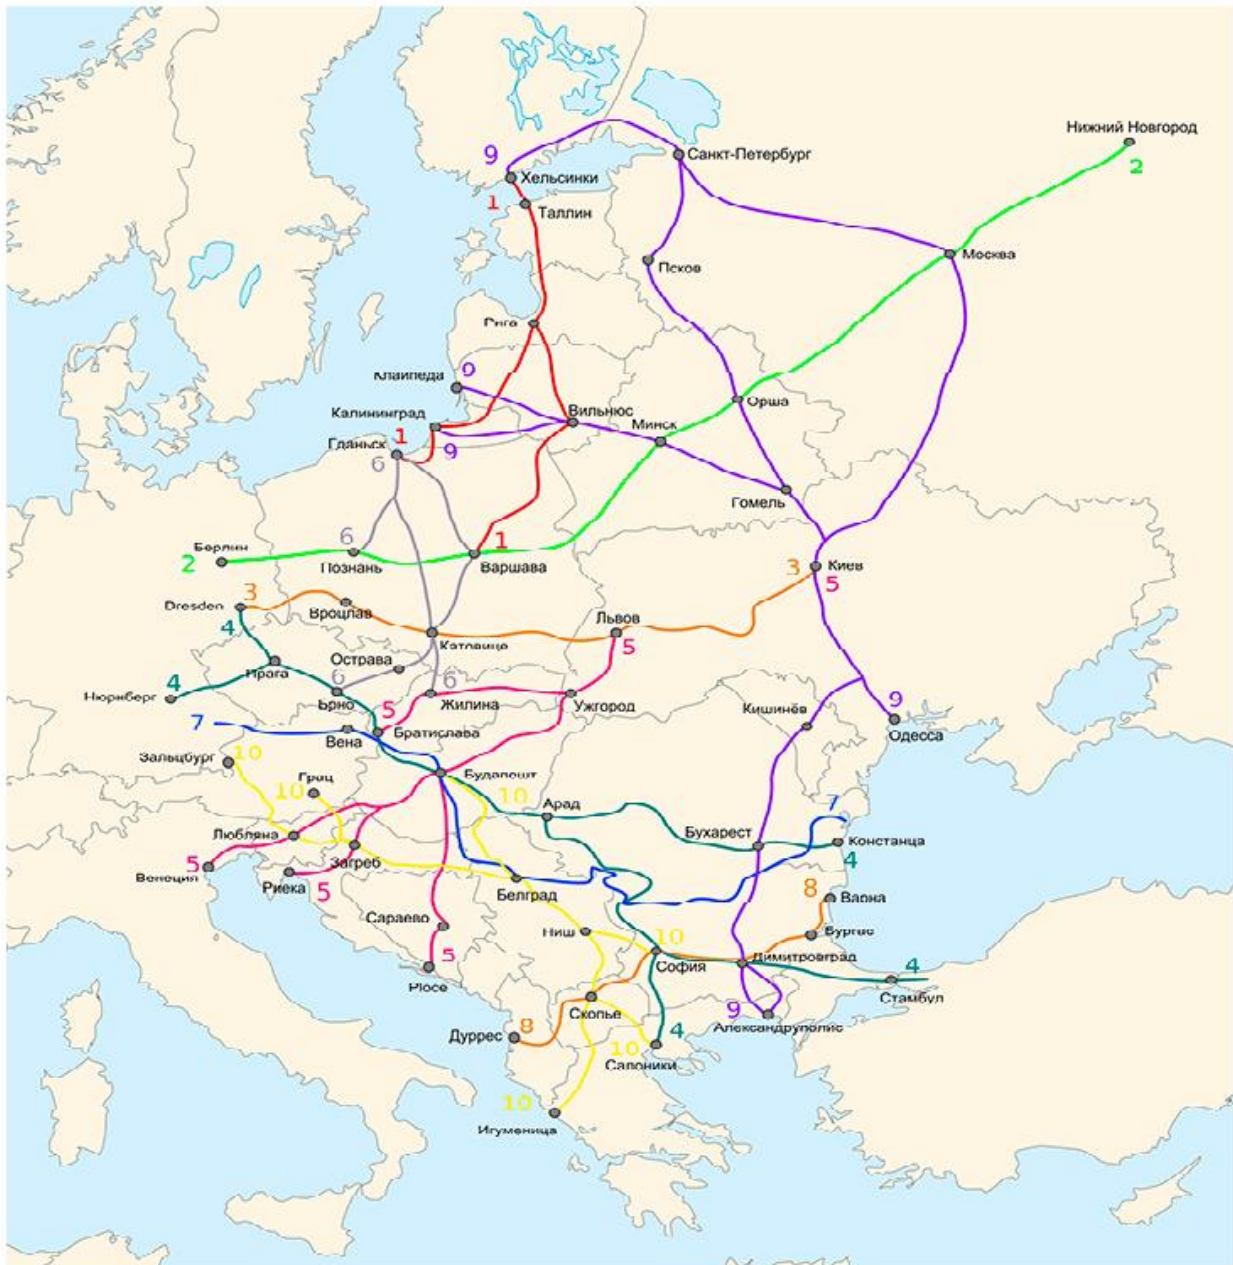 Нижний Новгород
2
9
Санкт-Петербург
Хельсинки
1
Таллин
Москва
Псков
Рига
Клайпеда
9
Орша
Калининград
Вильнюс
Минск
1
Гданьск
9
6
Гомель
Берлин
2
6
Познань
1
Варшава
3
Киев
5
Dresden
3
Вроцлав
4
Львов
5
Катовице
Острава
Прага
6
6
Нюрнберг
4
Брно
Жилина
Ужгород
5
Братислава
7
Вена
Кишинёв
9
Одесса
Зальцбург
10
Грац
10
Будапешт
10
Арад
7
Любляна
Бухарест
Констанца
4
Загреб
5
Венеция
Риека
5
Белград
8
Варна
Сараево
Ниш
10
Бургас
София
Димитровград
5
Ploce
4
Стамбул
Скопье
9
Александруполис
Дуррес
8
10
4
Салоники
10
Игуменица